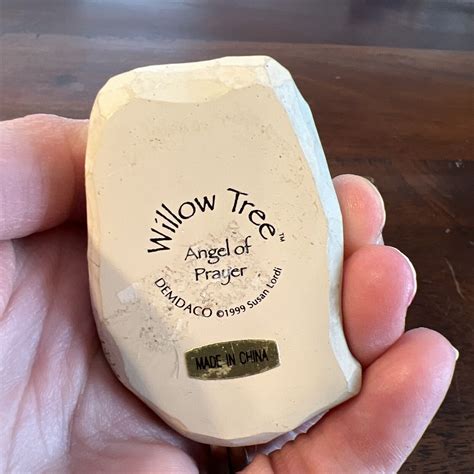 Willow Tree™
Angel of
Prayer
DEMDACO ©1999 Susan Lordi
MADE IN CHINA